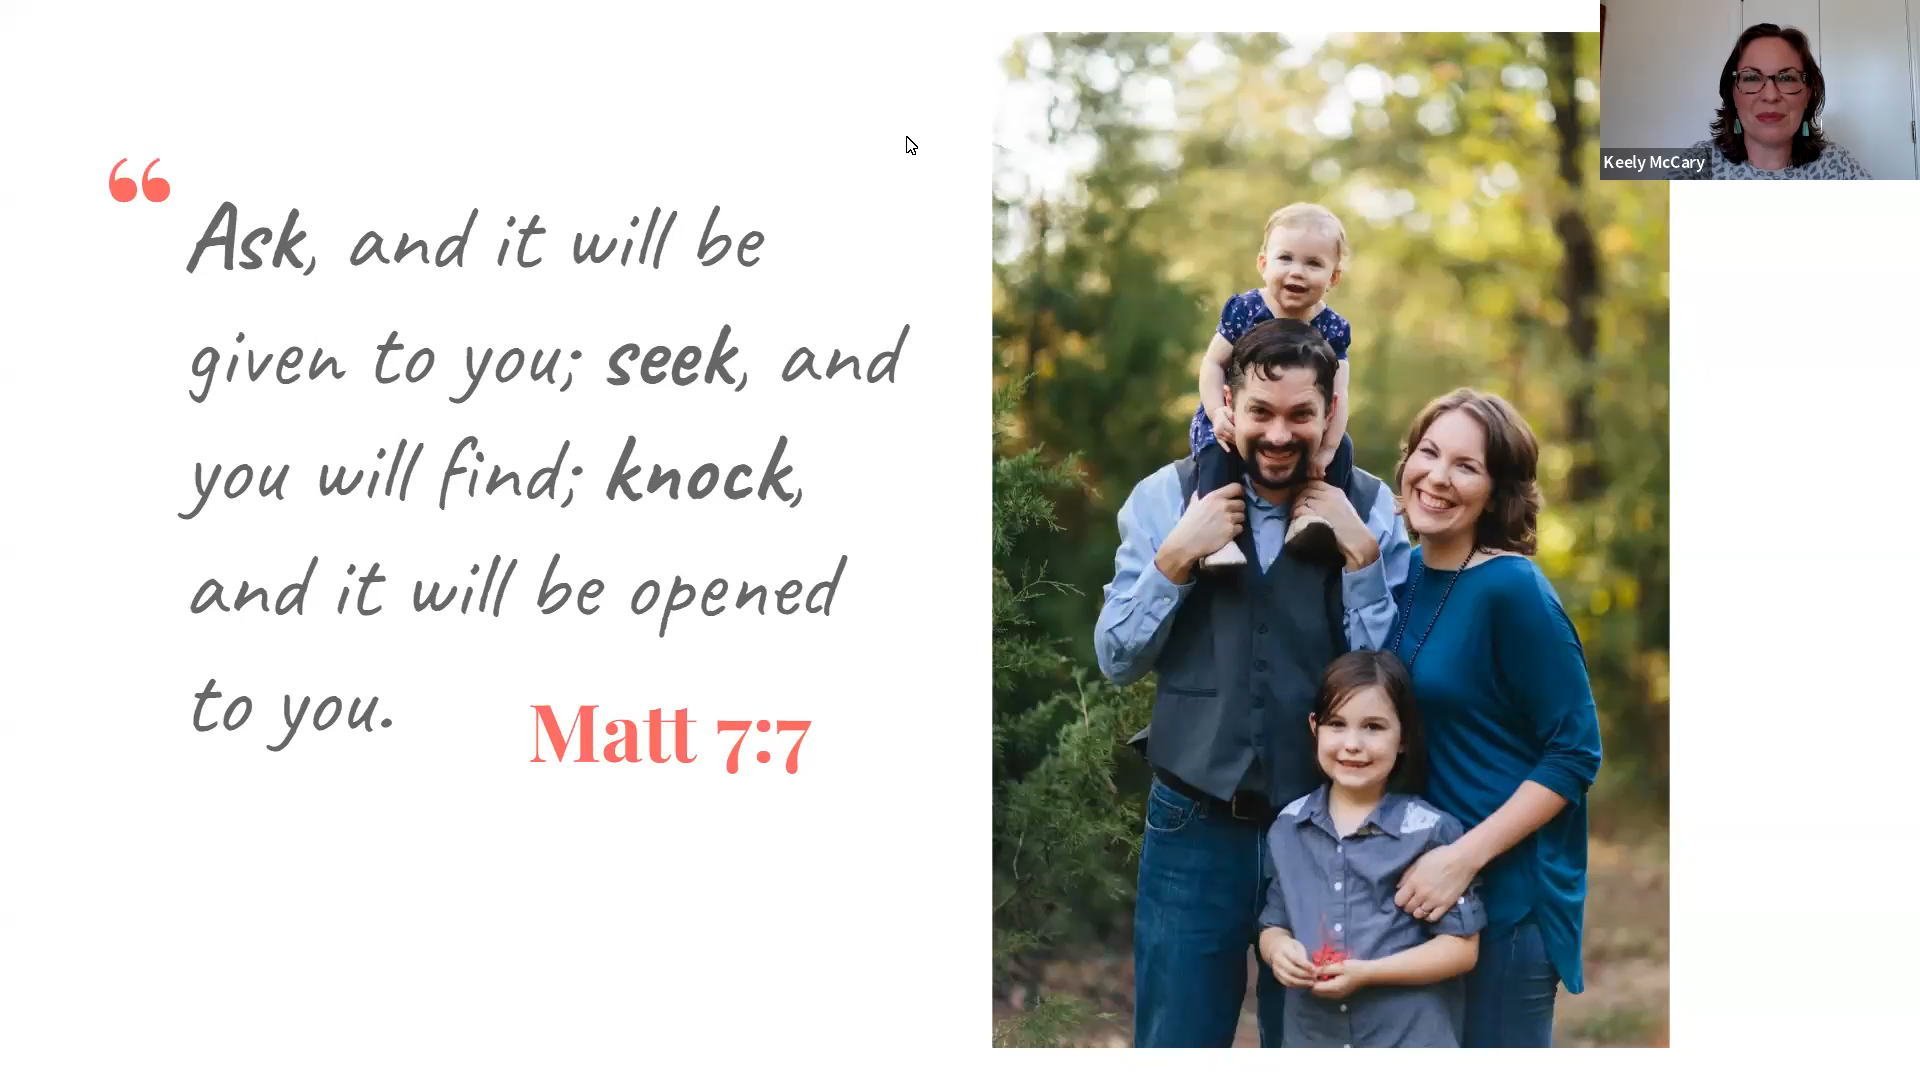 “
Ask, and it will be
given to you; seek, and
you will find; knock,
and it will be opened
to you.
Matt 7:7
Keely McCary